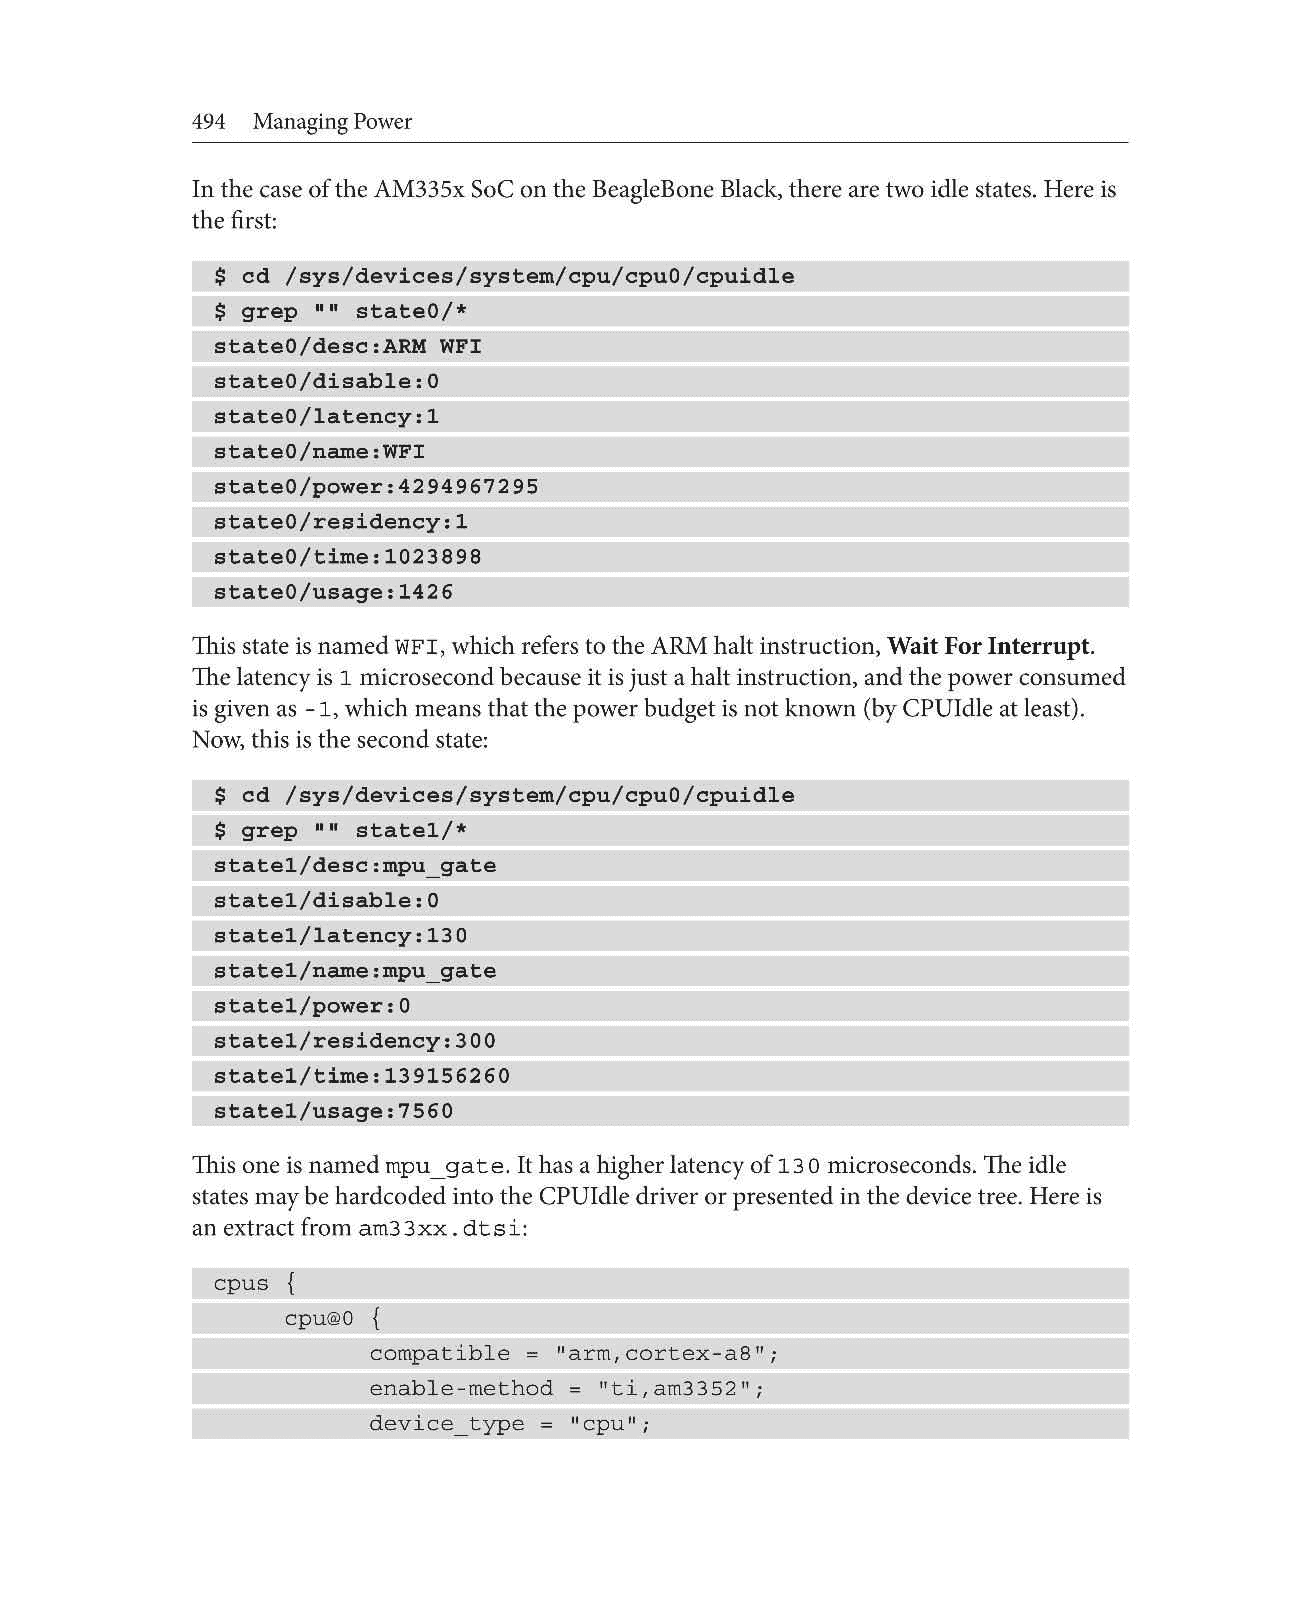 494 Managing Power
In the case of the AM335x SoC on the BeagleBone Black, there are two idle states. Here is
the first:
$ cd /sys/devices/system/cpu/cpu0/cpuidle
$ grep "" state0/*
state0/desc:ARM WFI
state0/disable:0
state0/latency:1
state0/name:WFI
state0/power:4294967295
state0/residency:1
state0/time:1023898
state0/usage:1426
This state is named WFI, which refers to the ARM halt instruction, Wait For Interrupt.
The latency is 1 microsecond because it is just a halt instruction, and the power consumed
is given as -1, which means that the power budget is not known (by CPUIdle at least).
Now, this is the second state:
$ cd /sys/devices/system/cpu/cpu0/cpuidle
$ grep "" state1/*
state1/desc:mpu_gate
state1/disable:0
state1/latency:130
state1/name:mpu_gate
state1/power:0
state1/residency:300
state1/time:139156260
state1/usage:7560
This one is named mpu_gate. It has a higher latency of 130 microseconds. The idle
states may be hardcoded into the CPUIdle driver or presented in the device tree. Here is
an extract from am33xx.dtsi:
cpus {
cpu@0 {
compatible = "arm,cortex-a8";
enable-method = "ti,am3352";
device_type = "cpu";